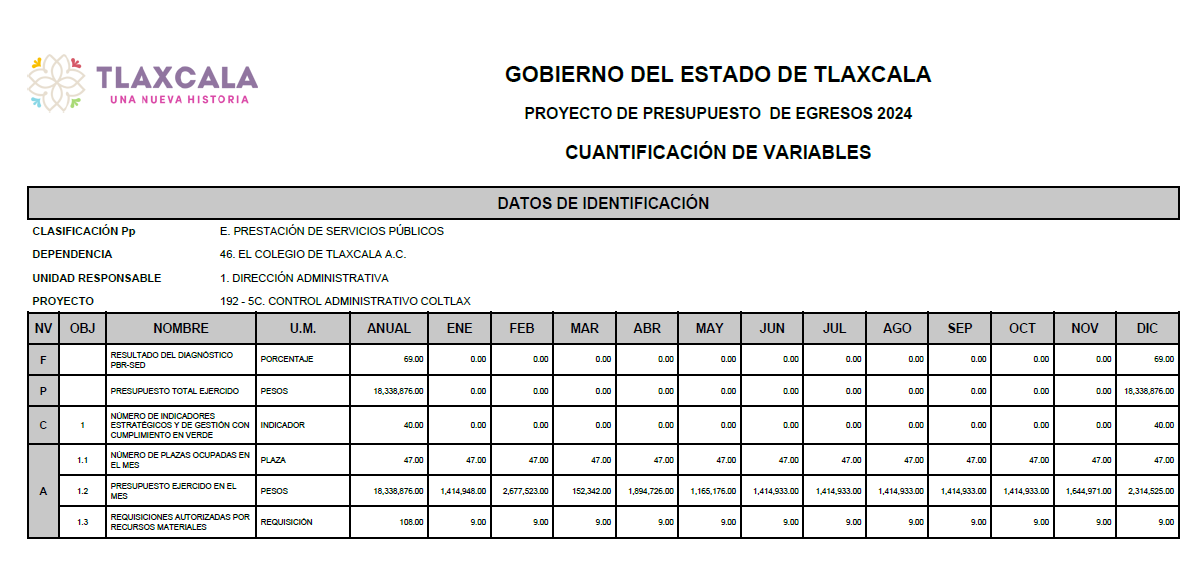 TLAXCALA
UNA NUEVA HISTORIA
GOBIERNO DEL ESTADO DE TLAXCALA
PROYECTO DE PRESUPUESTO DE EGRESOS 2024
CUANTIFICACIÓN DE VARIABLES
DATOS DE IDENTIFICACIÓN
CLASIFICACIÓN Pp E. PRESTACIÓN DE SERVICIOS PÚBLICOS
DEPENDENCIA 46. EL COLEGIO DE TLAXCALA A.C.
UNIDAD RESPONSABLE 1. DIRECCIÓN ADMINISTRATIVA
PROYECTO 192 - 5C. CONTROL ADMINISTRATIVO COLTLAX
NV OBJ NOMBRE U.M. ANUAL ENE FEB MAR ABR MAY JUN JUL AGO SEP OCT NOV DIC
F RESULTADO DEL DIAGNÓSTICO
PBR-SED PORCENTAJE 69.00 0.00 0.00 0.00 0.00 0.00 0.00 0.00 0.00 0.00 0.00 0.00 69.00
P PRESUPUESTO TOTAL EJERCIDO PESOS 18,338,876.00 0.00 0.00 0.00 0.00 0.00 0.00 0.00 0.00 0.00 0.00 0.00 18,338,876.00
C 1 NÚMERO DE INDICADORES
ESTRATÉGICOS Y DE GESTIÓN CON
CUMPLIMIENTO EN VERDE INDICADOR 40.00 0.00 0.00 0.00 0.00 0.00 0.00 0.00 0.00 0.00 0.00 0.00 40.00
A 1.1 NÚMERO DE PLAZAS OCUPADAS EN
EL MES PLAZA 47.00 47.00 47.00 47.00 47.00 47.00 47.00 47.00 47.00 47.00 47.00 47.00 47.00
1.2 PRESUPUESTO EJERCIDO EN EL
MES PESOS 18,338,876.00 1,414,948.00 2,677,523.00 152,342.00 1,894,726.00 1,165,176.00 1,414,933.00 1,414,933.00 1,414,933.00 1,414,933.00 1,414,933.00 1,644,971.00 2,314,525.00
1.3 REQUISICIONES AUTORIZADAS POR
RECURSOS MATERIALES REQUISICIÓN 108.00 9.00 9.00 9.00 9.00 9.00 9.00 9.00 9.00 9.00 9.00 9.00 9.00